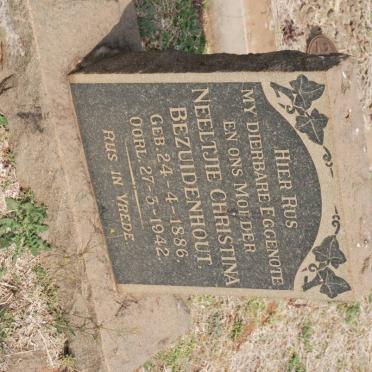 HIER RUS
MY DIERBARE EGGENOTE
EN ONS MOEDER
NEELTJIE CHRISTINA
BEZUIDENHOUT.
GEB. 24-4-1886.
OORL. 27-5-1942.
RUS IN VREDE.